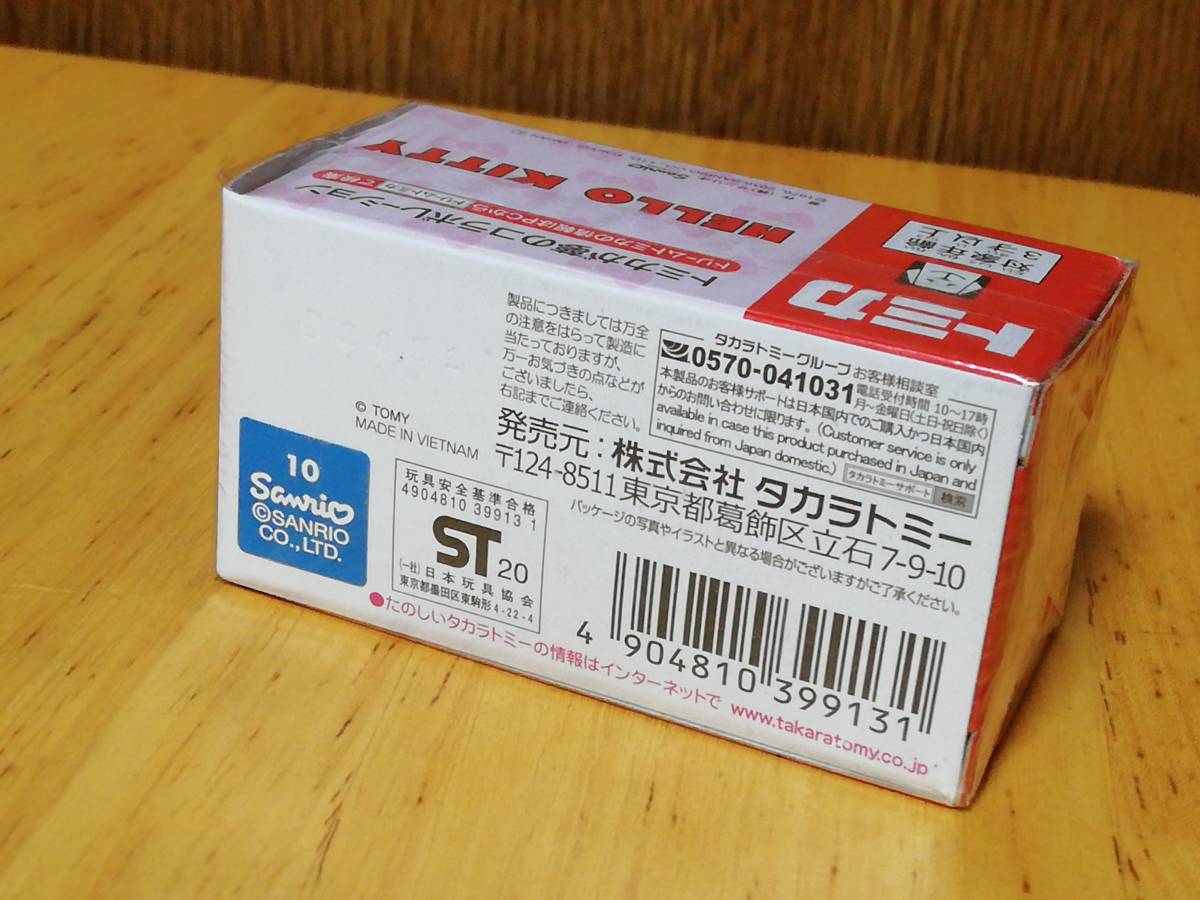 トミカ
対象年齢
3才以上
HELLO KITTY
ドリームトミカの情報はPCから ドリームトミカ で検索
トミカが夢のコラボレーション
製品につきましては万全
の注意をはらって製造に
当たっておりますが、
万一お気づきの点などが
ございましたら、
右記までご連絡ください。
タカラトミーグループ お客様相談室
0570-041031 電話受付時間 10〜17時
月〜金曜日(土日・祝日除く)
本製品のお客様サポートは日本国内でのご購入かつ日本国内
からのお問い合わせに限ります。(Customer service is only
available in case this product purchased in Japan and
inquired from Japan domestic.) タカラトミーサポート 検索
発売元:株式会社 タカラトミー
〒124-8511東京都葛飾区立石7-9-10
パッケージの写真やイラストと異なる場合がございますがご了承ください。
© TOMY
MADE IN VIETNAM
10
Sanrio
©SANRIO
CO.,LTD.
玩具安全基準合格
4904810 39913 1
ST 20
(一社)日本玩具協会
東京都墨田区東駒形4-22-4
4 904810 399131
●たのしいタカラトミーの情報はインターネットで www.takaratomy.co.jp